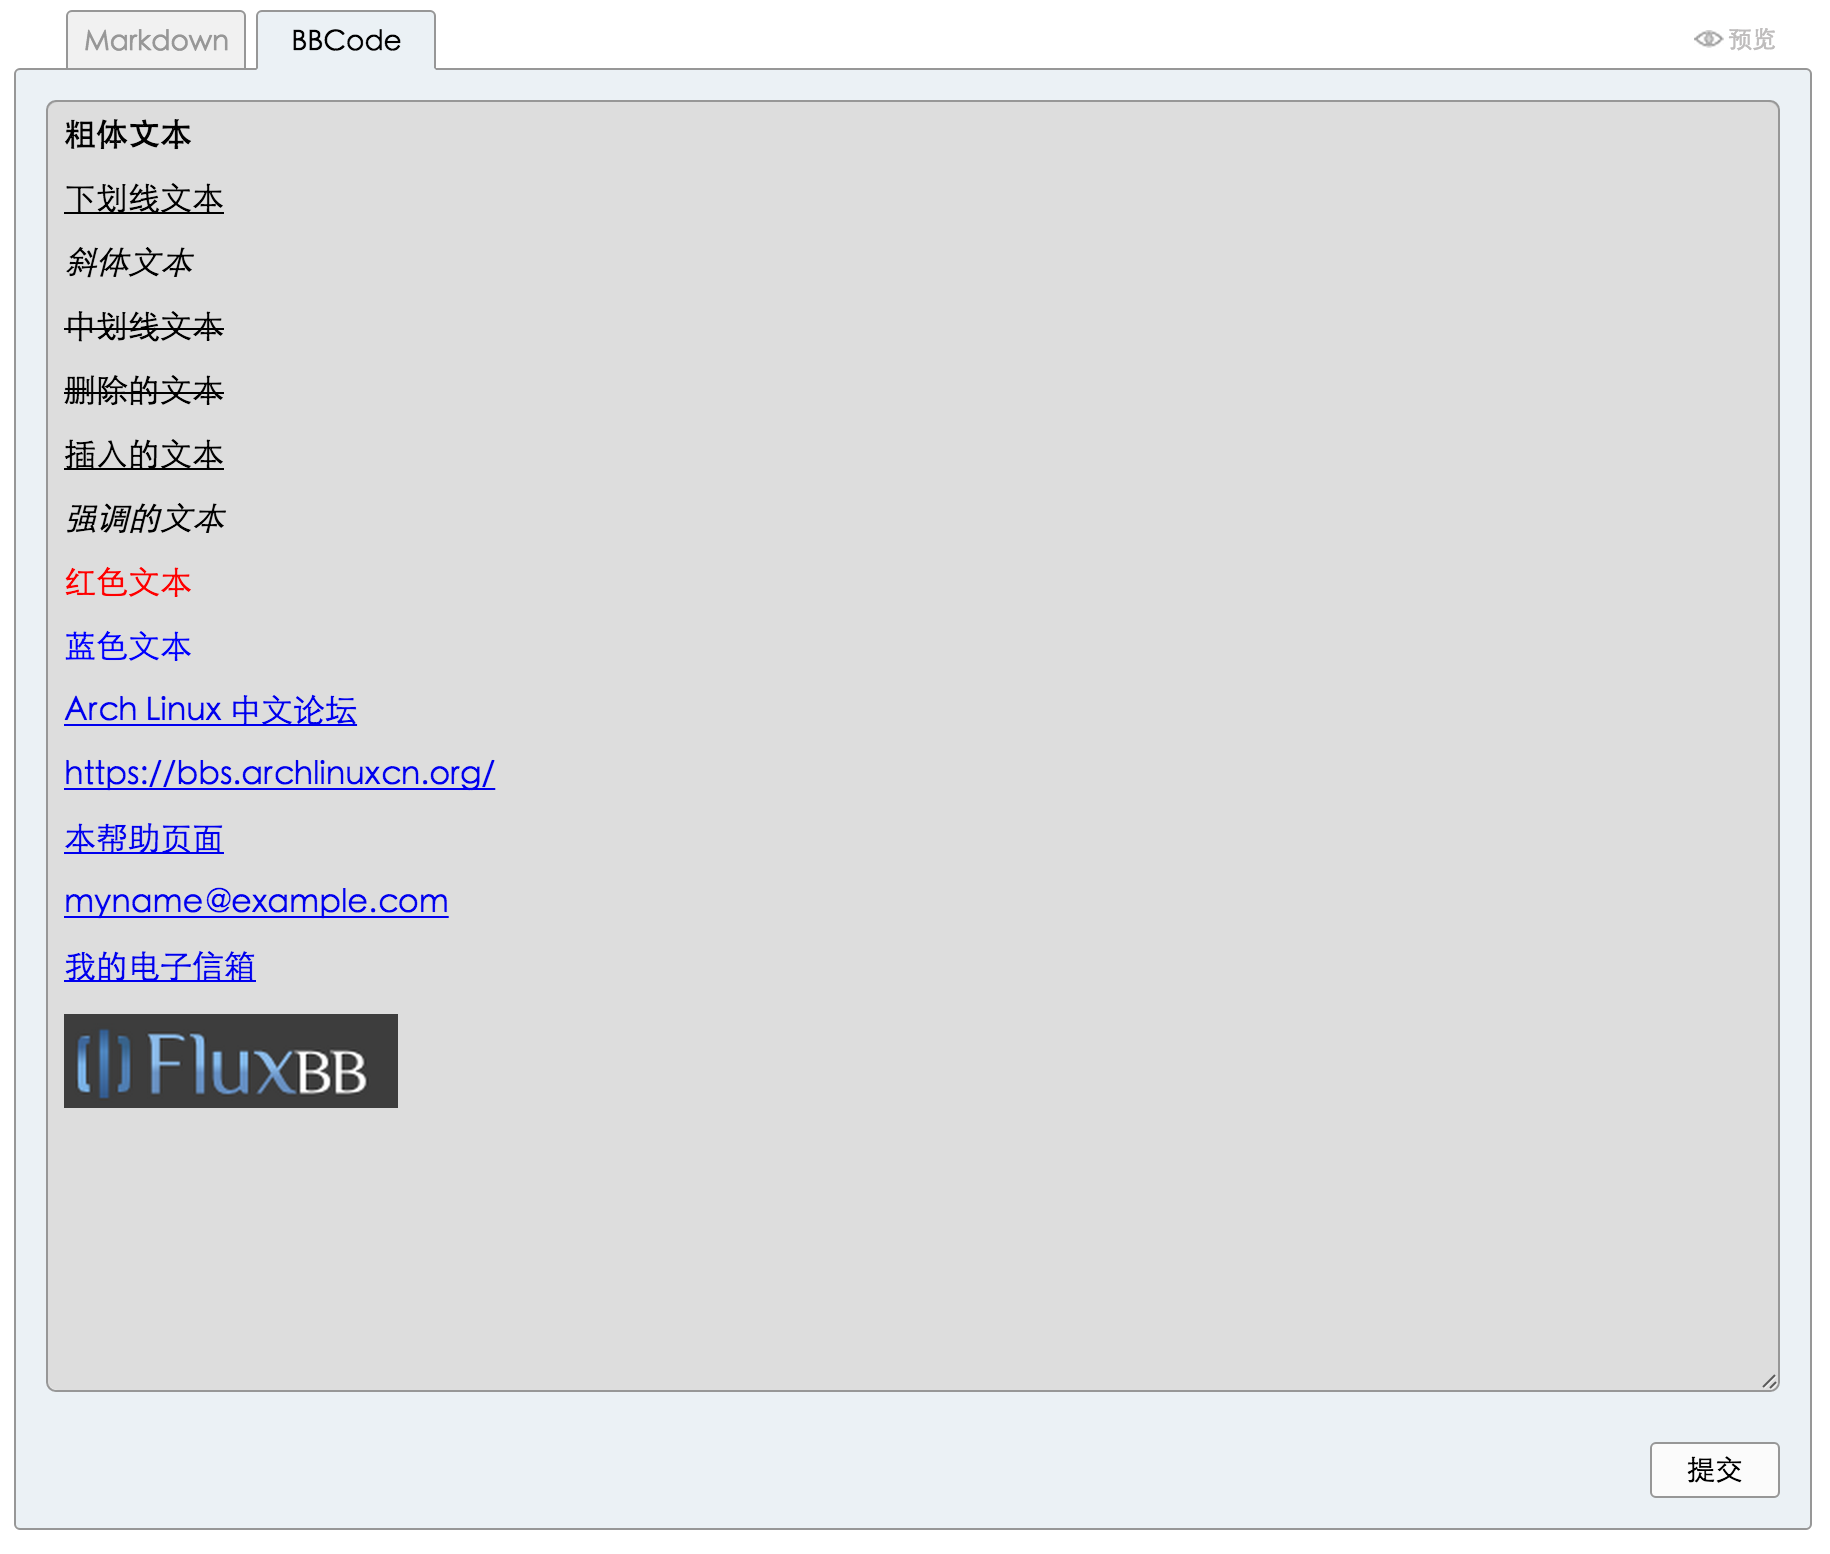 Markdown
BBCode
预览
粗体文本
下划线文本
斜体文本
中划线文本
删除的文本
插入的文本
强调的文本
红色文本
蓝色文本
Arch Linux 中文论坛
https://bbs.archlinuxcn.org/
本帮助页面
myname@example.com
我的电子信箱
FluxBB
提交